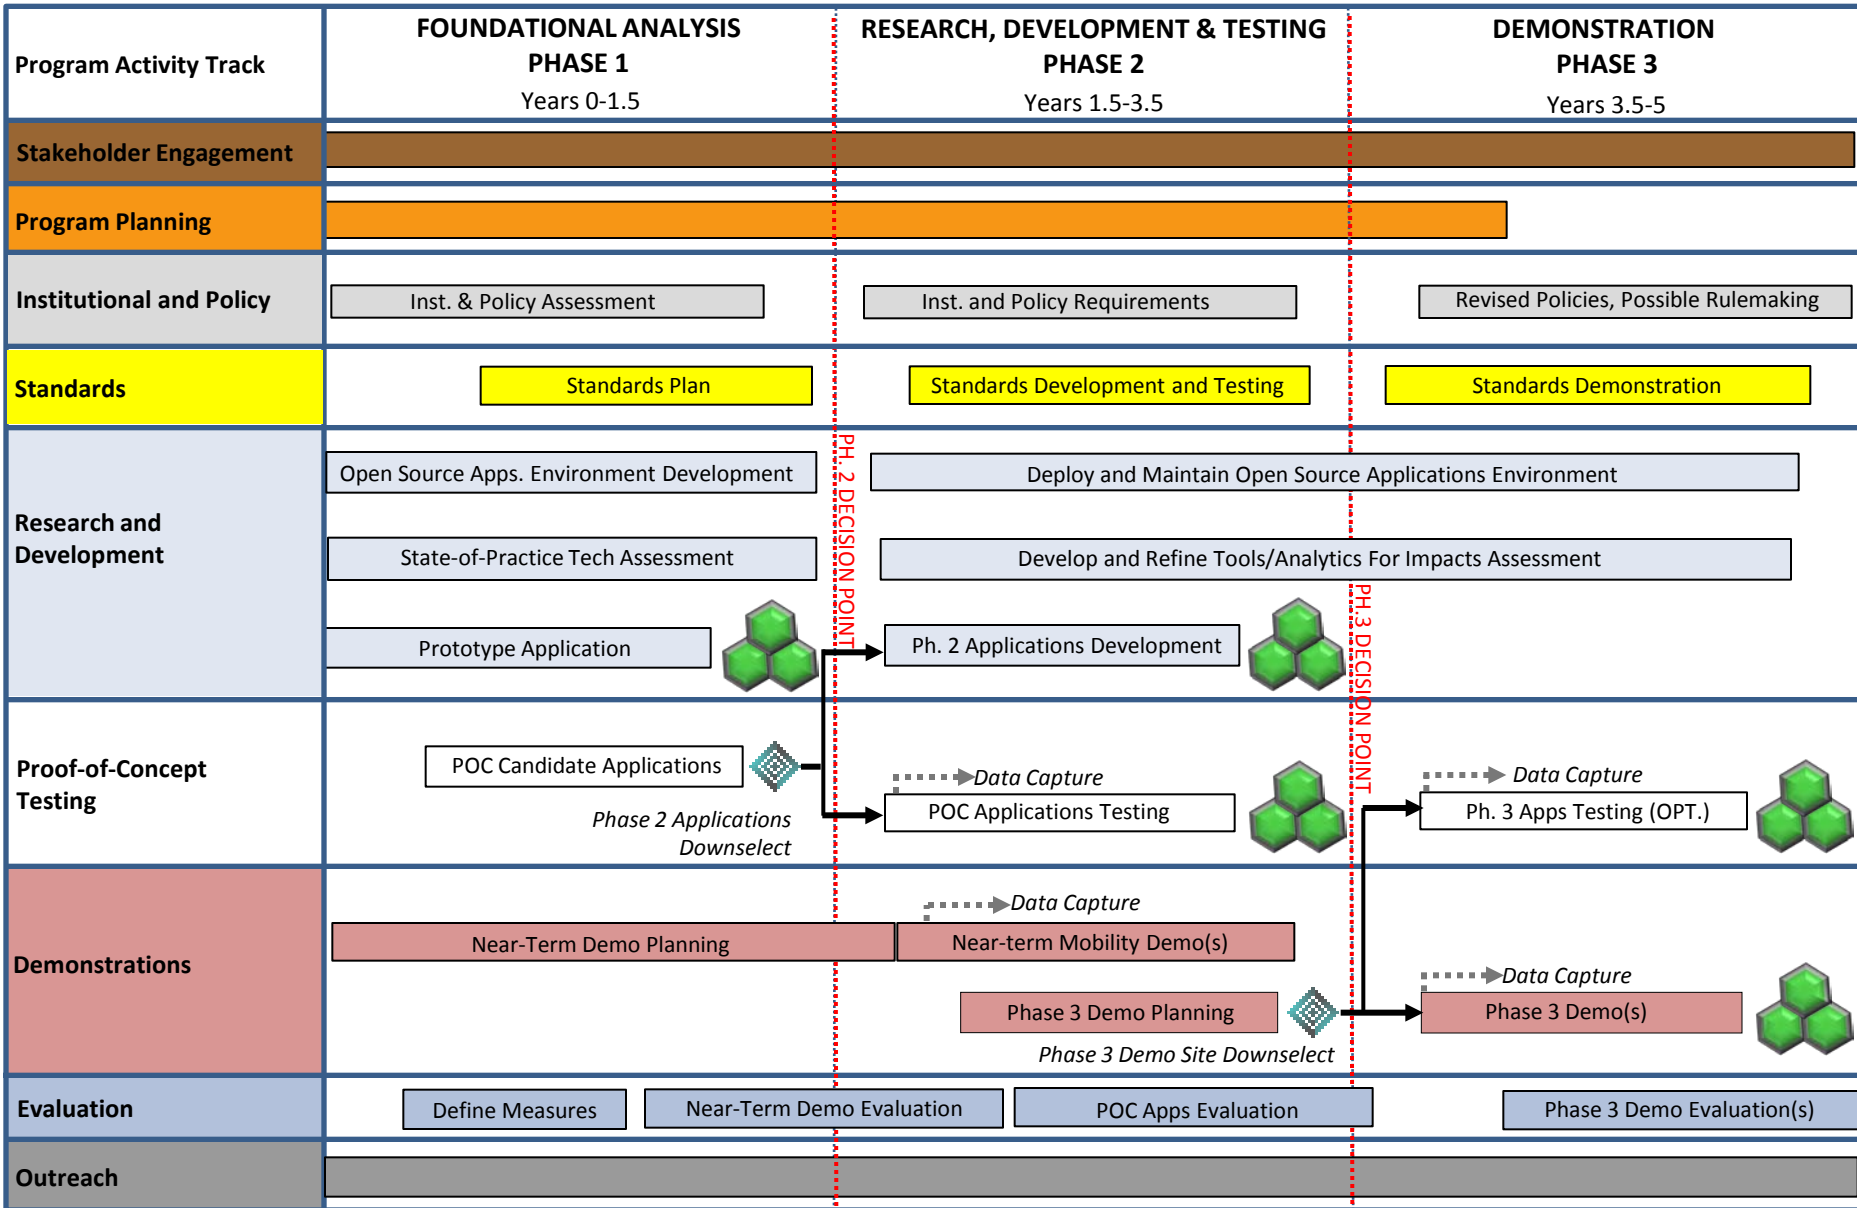 FOUNDATIONAL ANALYSIS
PHASE 1
Years 0-1.5
RESEARCH, DEVELOPMENT & TESTING
PHASE 2
Years 1.5-3.5
DEMONSTRATION
PHASE 3
Years 3.5-5
Program Activity Track
Stakeholder Engagement
Program Planning
Institutional and Policy
Inst. & Policy Assessment
Inst. and Policy Requirements
Revised Policies, Possible Rulemaking
Standards
Standards Plan
Standards Development and Testing
Standards Demonstration
Research and
Development
Open Source Apps. Environment Development
Deploy and Maintain Open Source Applications Environment
State-of-Practice Tech Assessment
Develop and Refine Tools/Analytics For Impacts Assessment
Prototype Application
Ph. 2 Applications Development
PH. 2 DECISION POINT
PH.3 DECISION POINT
Proof-of-Concept
Testing
POC Candidate Applications
Phase 2 Applications
Downselect
Data Capture
POC Applications Testing
Data Capture
Ph. 3 Apps Testing (OPT.)
Demonstrations
Near-Term Demo Planning
Data Capture
Near-term Mobility Demo(s)
Phase 3 Demo Planning
Phase 3 Demo Site Downselect
Data Capture
Phase 3 Demo(s)
Evaluation
Define Measures
Near-Term Demo Evaluation
POC Apps Evaluation
Phase 3 Demo Evaluation(s)
Outreach